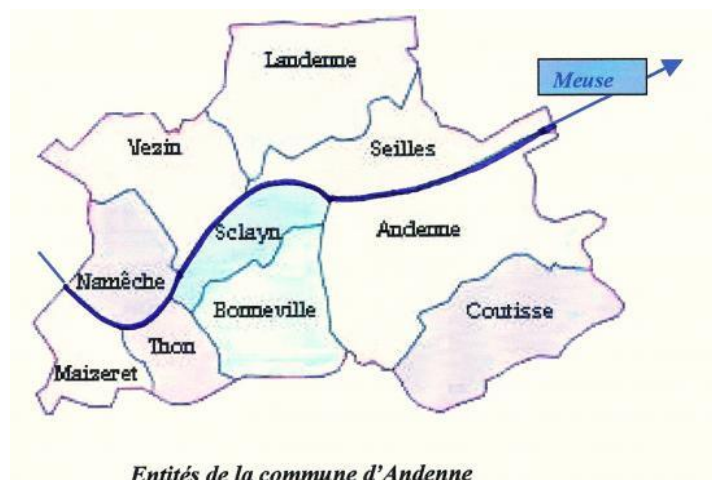 Landenne
Meuse
Vezin
Seilles
Sclayn
Andenne
Namêche
Bonneville
Coutisse
Thon
Maizeret
Entités de la commune d'Andenne